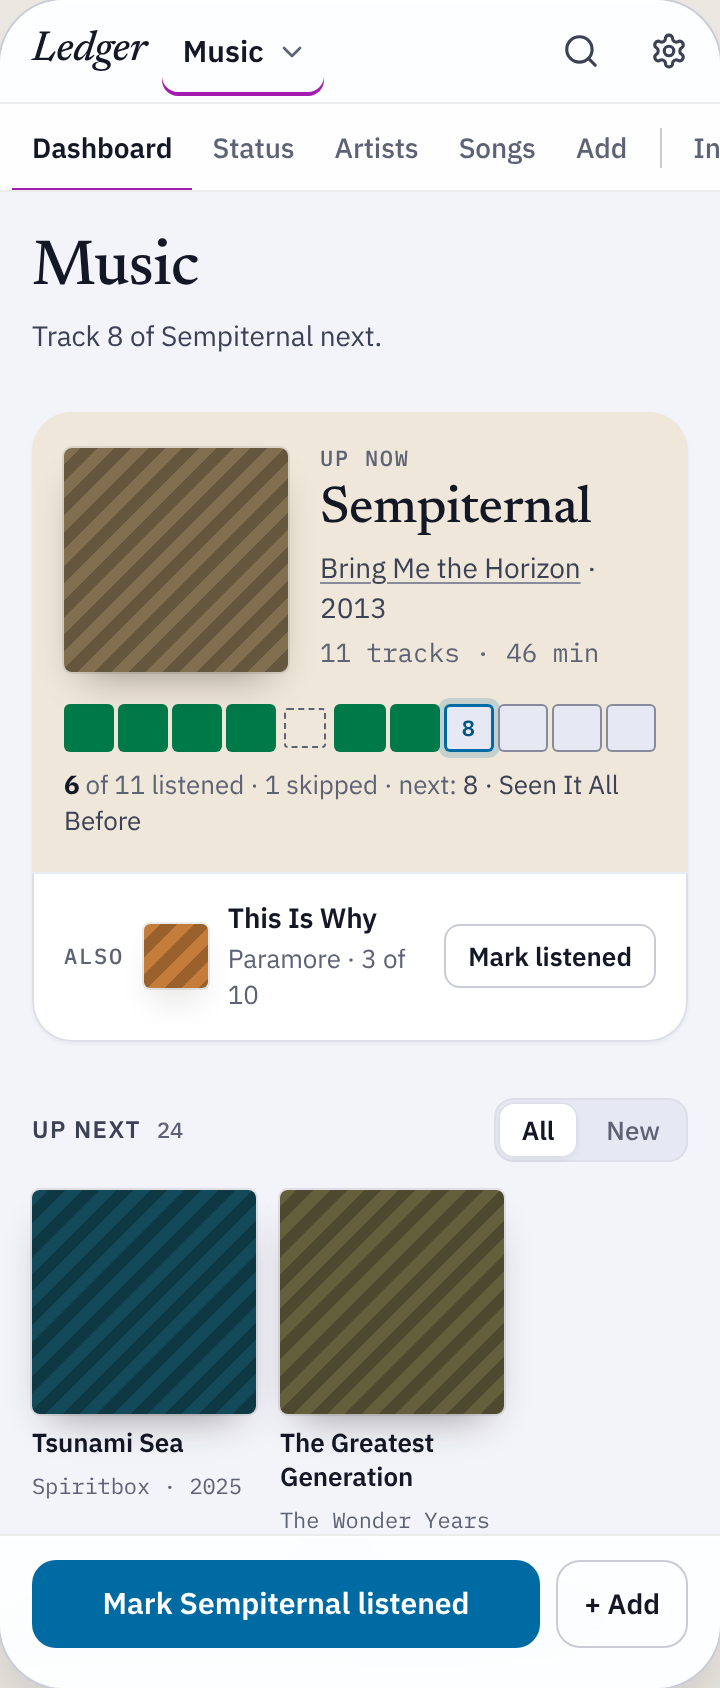 Ledger Music
Dashboard Status Artists Songs Add In
Music
Track 8 of Sempiternal next.
UP NOW
Sempiternal
Bring Me the Horizon ·
2013
11 tracks · 46 min
8
6 of 11 listened · 1 skipped · next: 8 · Seen It All
Before
ALSO
This Is Why
Paramore · 3 of
10
Mark listened
UP NEXT 24
All New
Tsunami Sea
Spiritbox · 2025
The Greatest
Generation
The Wonder Years
Mark Sempiternal listened
+ Add